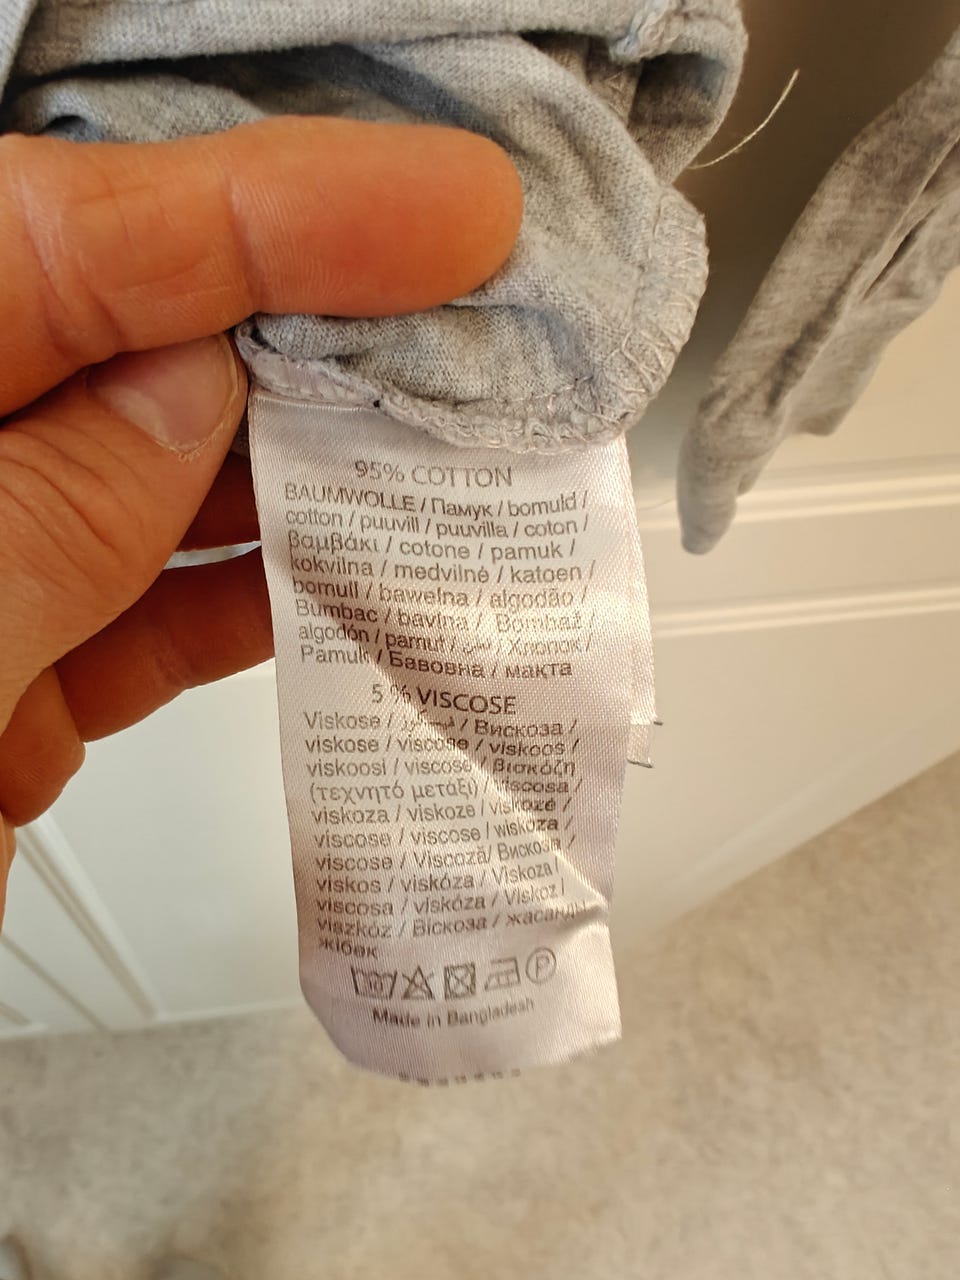 95% COTTON
BAUMWOLLE / Памук / bomuld /
cotton / puuvill / puuvilla / coton /
βαμβάκι / cotone / pamuk /
kokvilna / medvilnė / katoen /
bomull / bawełna / algodão /
Bumbac / bavlna / Bombaž /
algodón / pamut / قطن / Хлопок /
Pamuk / Бавовна / мақта
5 % VISCOSE
Viskose / / Вискоза /
viskose / viscose / viskoos /
viskoosi / viscose / βισκόζη
(τεχνητό μετάξι) / viscosa /
viskoza / viskoze / viskozė /
viscose / viscose / wiskoza /
viscose / Viscoză/ Вискоза /
viskos / viskóza / Viskoza /
viscosa / viskóza / Viskoz /
viszkóz / Віскоза / жасанды
жібек
P
Made in Bangladesh